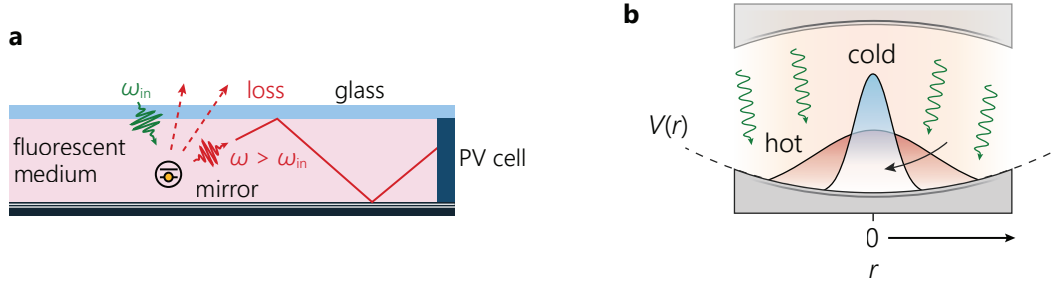 a
ω_in
loss
glass
fluorescent
medium
ω > ω_in
mirror
PV cell
b
cold
V(r)
hot
0
r